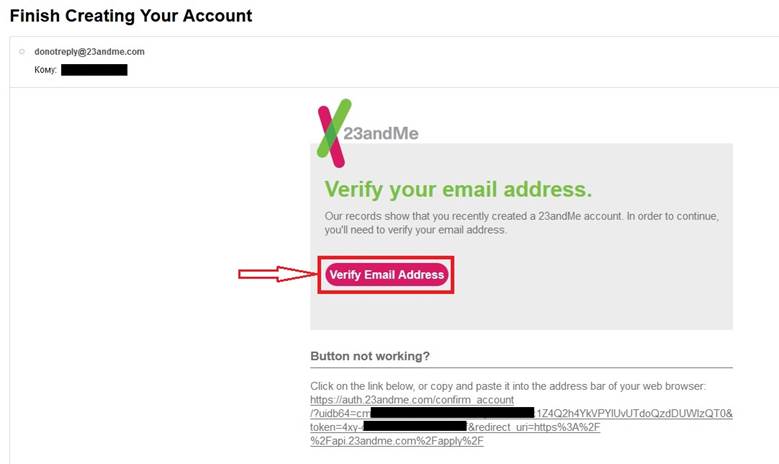 Finish Creating Your Account
donotreply@23andme.com
Кому:
23andMe
Verify your email address.
Our records show that you recently created a 23andMe account. In order to continue,
you'll need to verify your email address.
Verify Email Address
Button not working?
Click on the link below, or copy and paste it into the address bar of your web browser:
https://auth.23andme.com/confirm_account
/?uidb64=cm 1Z4Q2h4YkVPYlUvUTdoQzdDUWlzQT0&
token=4xy- &redirect_uri=https%3A%2F
%2Fapi.23andme.com%2Fapply%2F